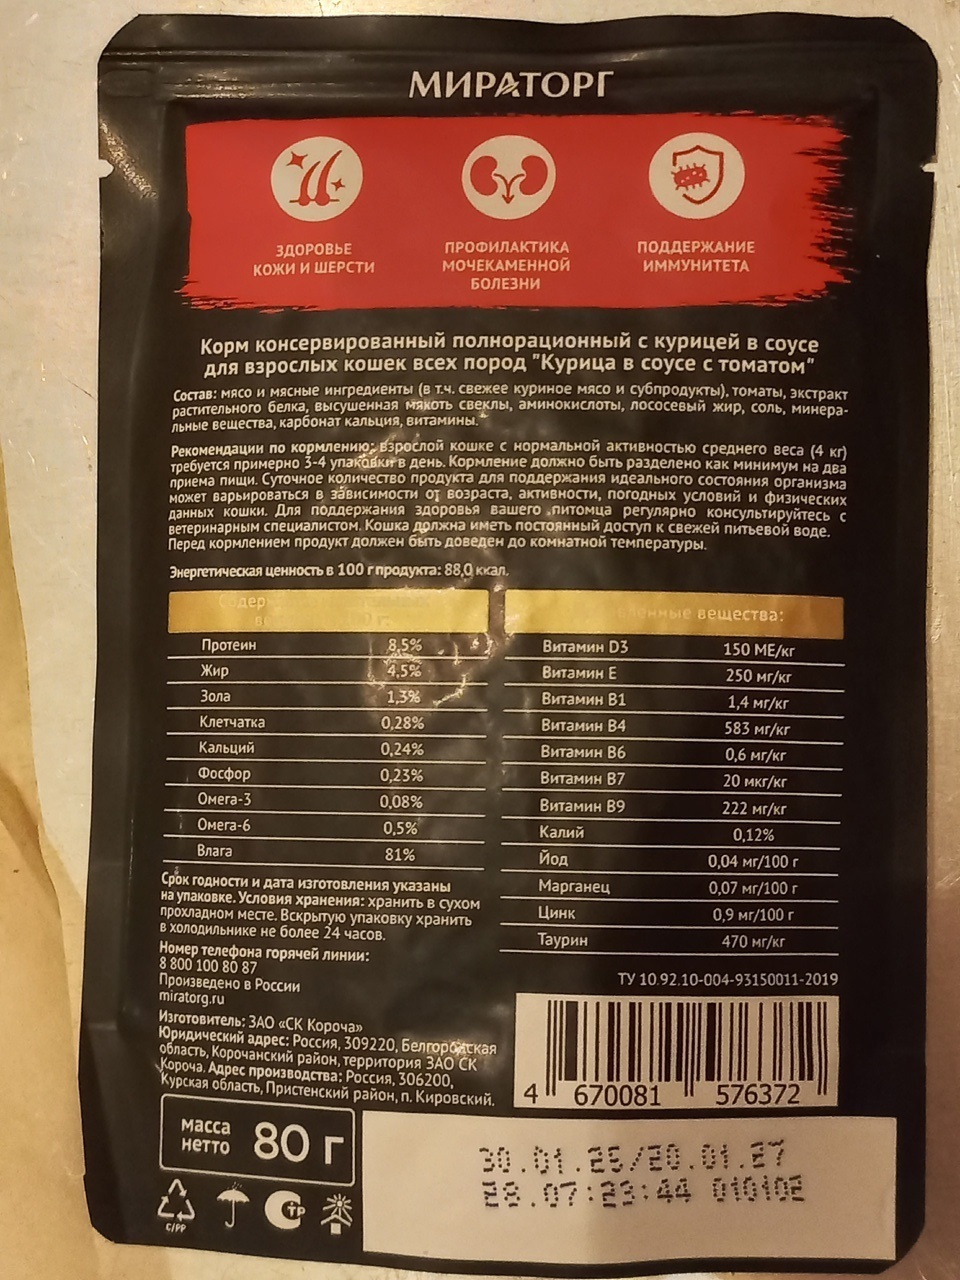 МИРАТОРГ
ЗДОРОВЬЕ
КОЖИ И ШЕРСТИ
ПРОФИЛАКТИКА
МОЧЕКАМЕННОЙ
БОЛЕЗНИ
ПОДДЕРЖАНИЕ
ИММУНИТЕТА
Корм консервированный полнорационный с курицей в соусе
для взрослых кошек всех пород "Курица в соусе с томатом"
Состав: мясо и мясные ингредиенты (в т.ч. свежее куриное мясо и субпродукты), томаты, экстракт
растительного белка, высушенная мякоть свеклы, аминокислоты, лососевый жир, соль, минера-
льные вещества, карбонат кальция, витамины.
Рекомендации по кормлению: взрослой кошке с нормальной активностью среднего веса (4 кг)
требуется примерно 3-4 упаковки в день. Кормление должно быть разделено как минимум на два
приема пищи. Суточное количество продукта для поддержания идеального состояния организма
может варьироваться в зависимости от возраста, активности, погодных условий и физических
данных кошки. Для поддержания здоровья вашего питомца регулярно консультируйтесь с
ветеринарным специалистом. Кошка должна иметь постоянный доступ к свежей питьевой воде.
Перед кормлением продукт должен быть доведен до комнатной температуры.
Энергетическая ценность в 100 г продукта: 88,0 ккал.
вещества:
Протеин 8,5%
Жир 4,5%
Зола 1,3%
Клетчатка 0,28%
Кальций 0,24%
Фосфор 0,23%
Омега-3 0,08%
Омега-6 0,5%
Влага 81%
Витамин D3 150 МЕ/кг
Витамин Е 250 мг/кг
Витамин В1 1,4 мг/кг
Витамин В4 583 мг/кг
Витамин В6 0,6 мг/кг
Витамин В7 20 мкг/кг
Витамин В9 222 мг/кг
Калий 0,12%
Йод 0,04 мг/100 г
Марганец 0,07 мг/100 г
Цинк 0,9 мг/100 г
Таурин 470 мг/кг
Срок годности и дата изготовления указаны
на упаковке. Условия хранения: хранить в сухом
прохладном месте. Вскрытую упаковку хранить
в холодильнике не более 24 часов.
Номер телефона горячей линии:
8 800 100 80 87
Произведено в России
miratorg.ru
Изготовитель: ЗАО «СК Короча»
Юридический адрес: Россия, 309220, Белгородская
область, Корочанский район, территория ЗАО СК
Короча. Адрес производства: Россия, 306200,
Курская область, Пристенский район, п. Кировский.
ТУ 10.92.10-004-93150011-2019
4 670081 576372
масса
нетто 80 г
C/PP
СТР
30.01.25/20.01.27
28.07:23:44 010102